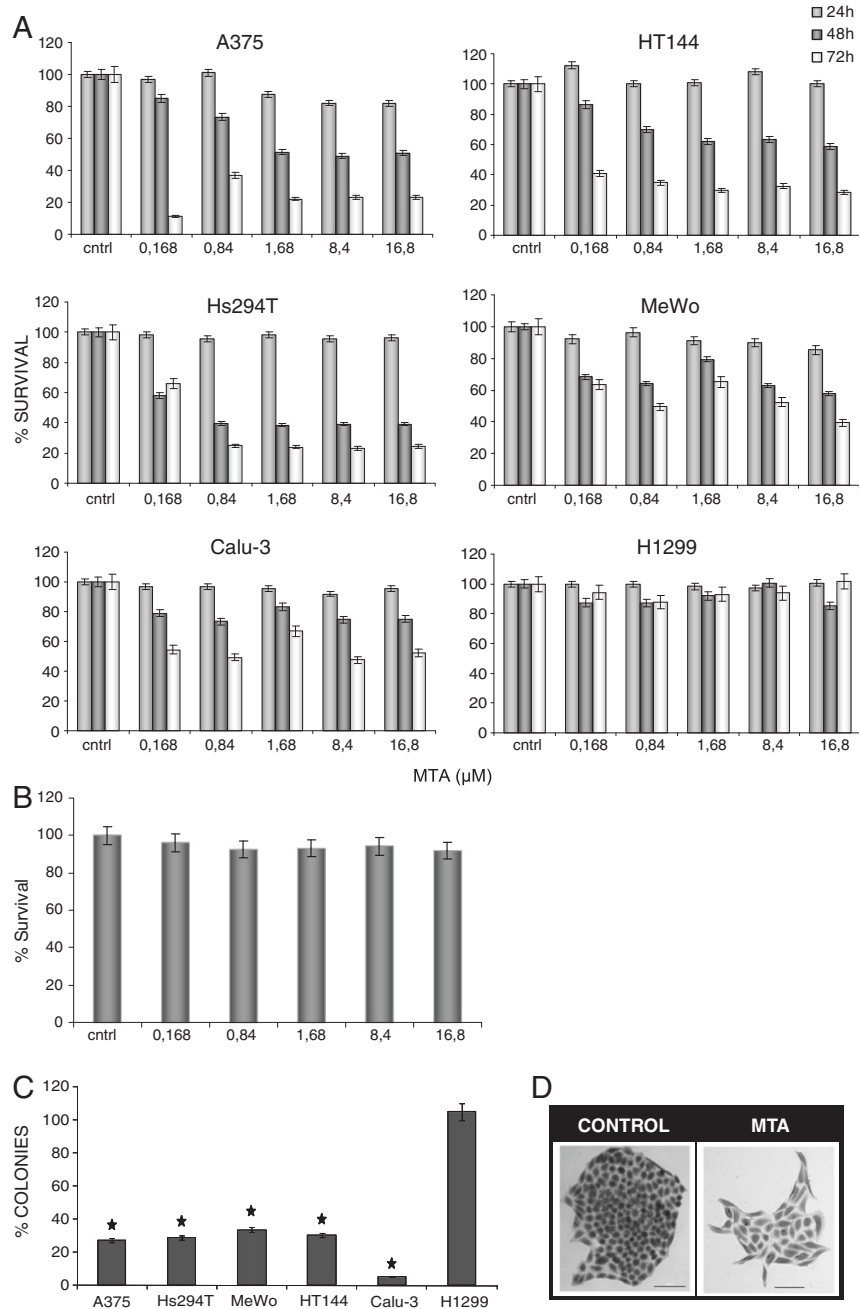 A
24h
48h
72h
A375
120
100
80
60
40
20
0
cntrl 0,168 0,84 1,68 8,4 16,8
HT144
120
100
80
60
40
20
0
cntrl 0,168 0,84 1,68 8,4 16,8
% SURVIVAL
Hs294T
120
100
80
60
40
20
0
cntrl 0,168 0,84 1,68 8,4 16,8
MeWo
120
100
80
60
40
20
0
cntrl 0,168 0,84 1,68 8,4 16,8
Calu-3
120
100
80
60
40
20
0
cntrl 0,168 0,84 1,68 8,4 16,8
H1299
120
100
80
60
40
20
0
cntrl 0,168 0,84 1,68 8,4 16,8
MTA (µM)
B
% Survival
120
100
80
60
40
20
0
cntrl 0,168 0,84 1,68 8,4 16,8
C
% COLONIES
120
100
80
60
40
20
0
A375 Hs294T MeWo HT144 Calu-3 H1299
D
CONTROL MTA